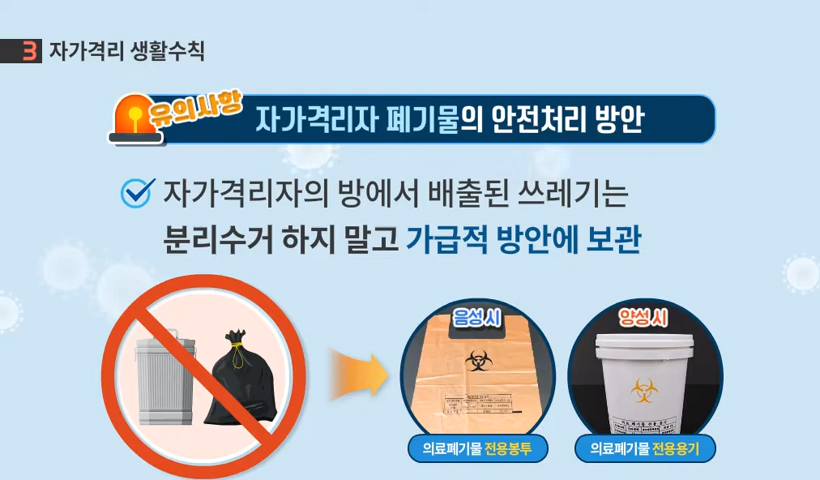 3 자가격리 생활수칙
유의사항 자가격리자 폐기물의 안전처리 방안
자가격리자의 방에서 배출된 쓰레기는
분리수거 하지 말고 가급적 방안에 보관
음성 시
양성 시
의료폐기물 전용봉투
의료폐기물 전용용기